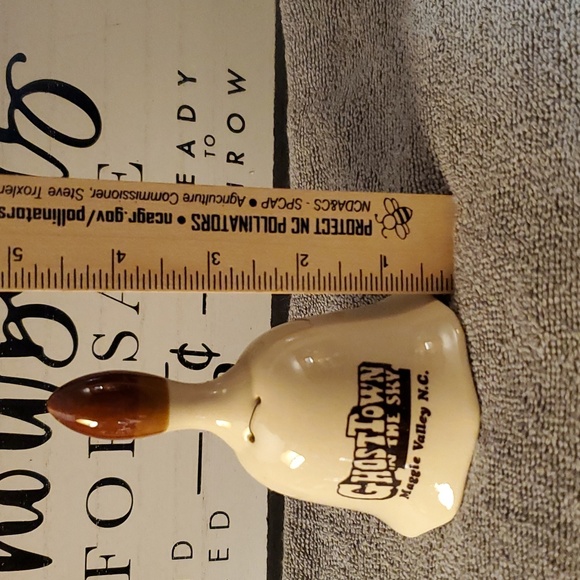 GHOST TOWN
IN THE SKY
Maggie Valley N.C.
NCDA&CS - SPCAP • Agriculture Commissioner, Steve Troxler
PROTECT NC POLLINATORS • ncagr.gov/pollinators
1 2 3 4 5
EADY
TO
ROW
FOR SA E
¢
D
ED